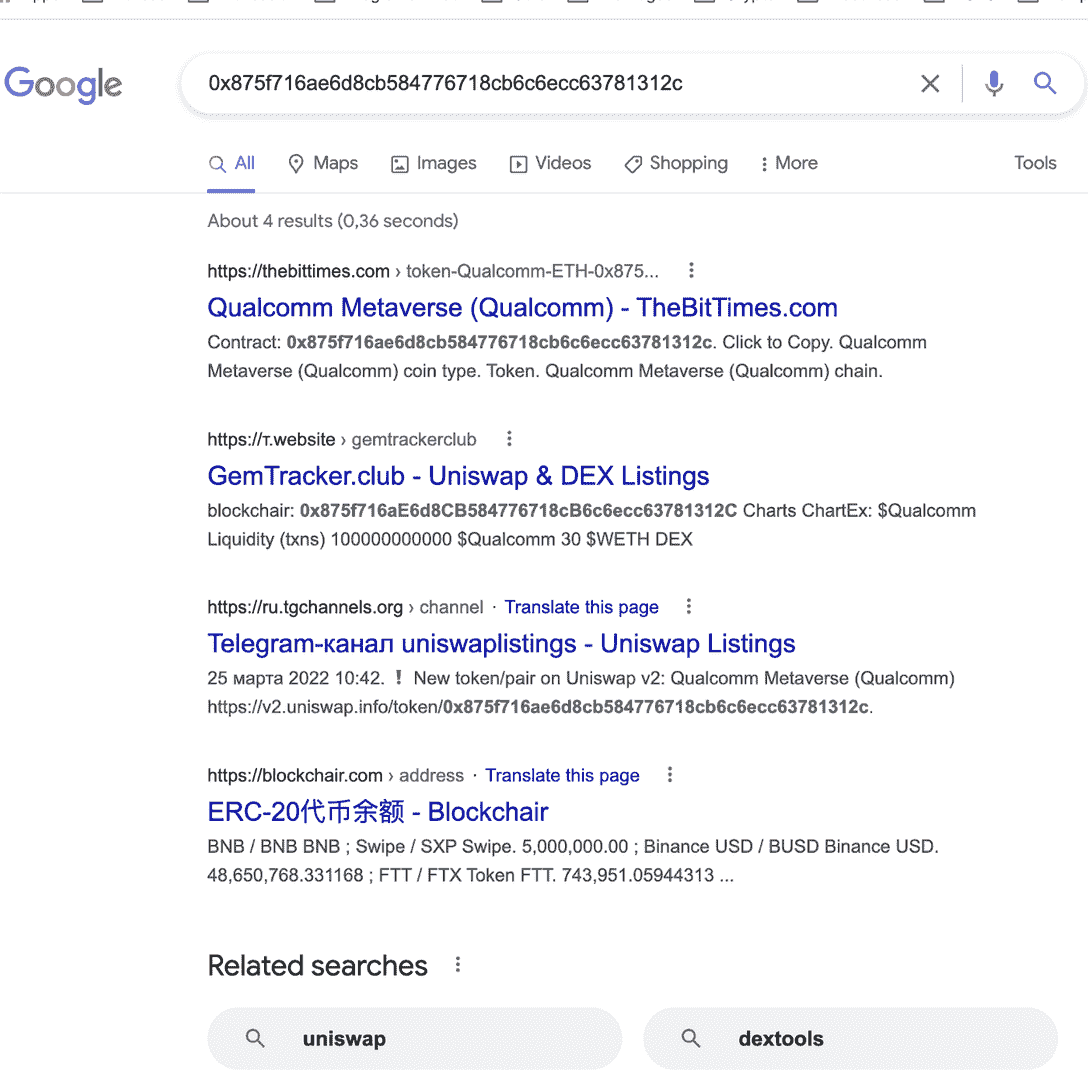 Google
0x875f716ae6d8cb584776718cb6c6ecc63781312c
All Maps Images Videos Shopping More Tools
About 4 results (0,36 seconds)
https://thebittimes.com › token-Qualcomm-ETH-0x875...
Qualcomm Metaverse (Qualcomm) - TheBitTimes.com
Contract: 0x875f716ae6d8cb584776718cb6c6ecc63781312c. Click to Copy. Qualcomm
Metaverse (Qualcomm) coin type. Token. Qualcomm Metaverse (Qualcomm) chain.
https://т.website › gemtrackerclub
GemTracker.club - Uniswap & DEX Listings
blockchair: 0x875f716aE6d8CB584776718cB6c6ecc63781312C Charts ChartEx: $Qualcomm
Liquidity (txns) 100000000000 $Qualcomm 30 $WETH DEX
https://ru.tgchannels.org › channel · Translate this page
Telegram-канал uniswaplistings - Uniswap Listings
25 марта 2022 10:42. ❗ New token/pair on Uniswap v2: Qualcomm Metaverse (Qualcomm)
https://v2.uniswap.info/token/0x875f716ae6d8cb584776718cb6c6ecc63781312c.
https://blockchair.com › address · Translate this page
ERC-20代币余额 - Blockchair
BNB / BNB BNB ; Swipe / SXP Swipe. 5,000,000.00 ; Binance USD / BUSD Binance USD.
48,650,768.331168 ; FTT / FTX Token FTT. 743,951.05944313 ...
Related searches
uniswap
dextools